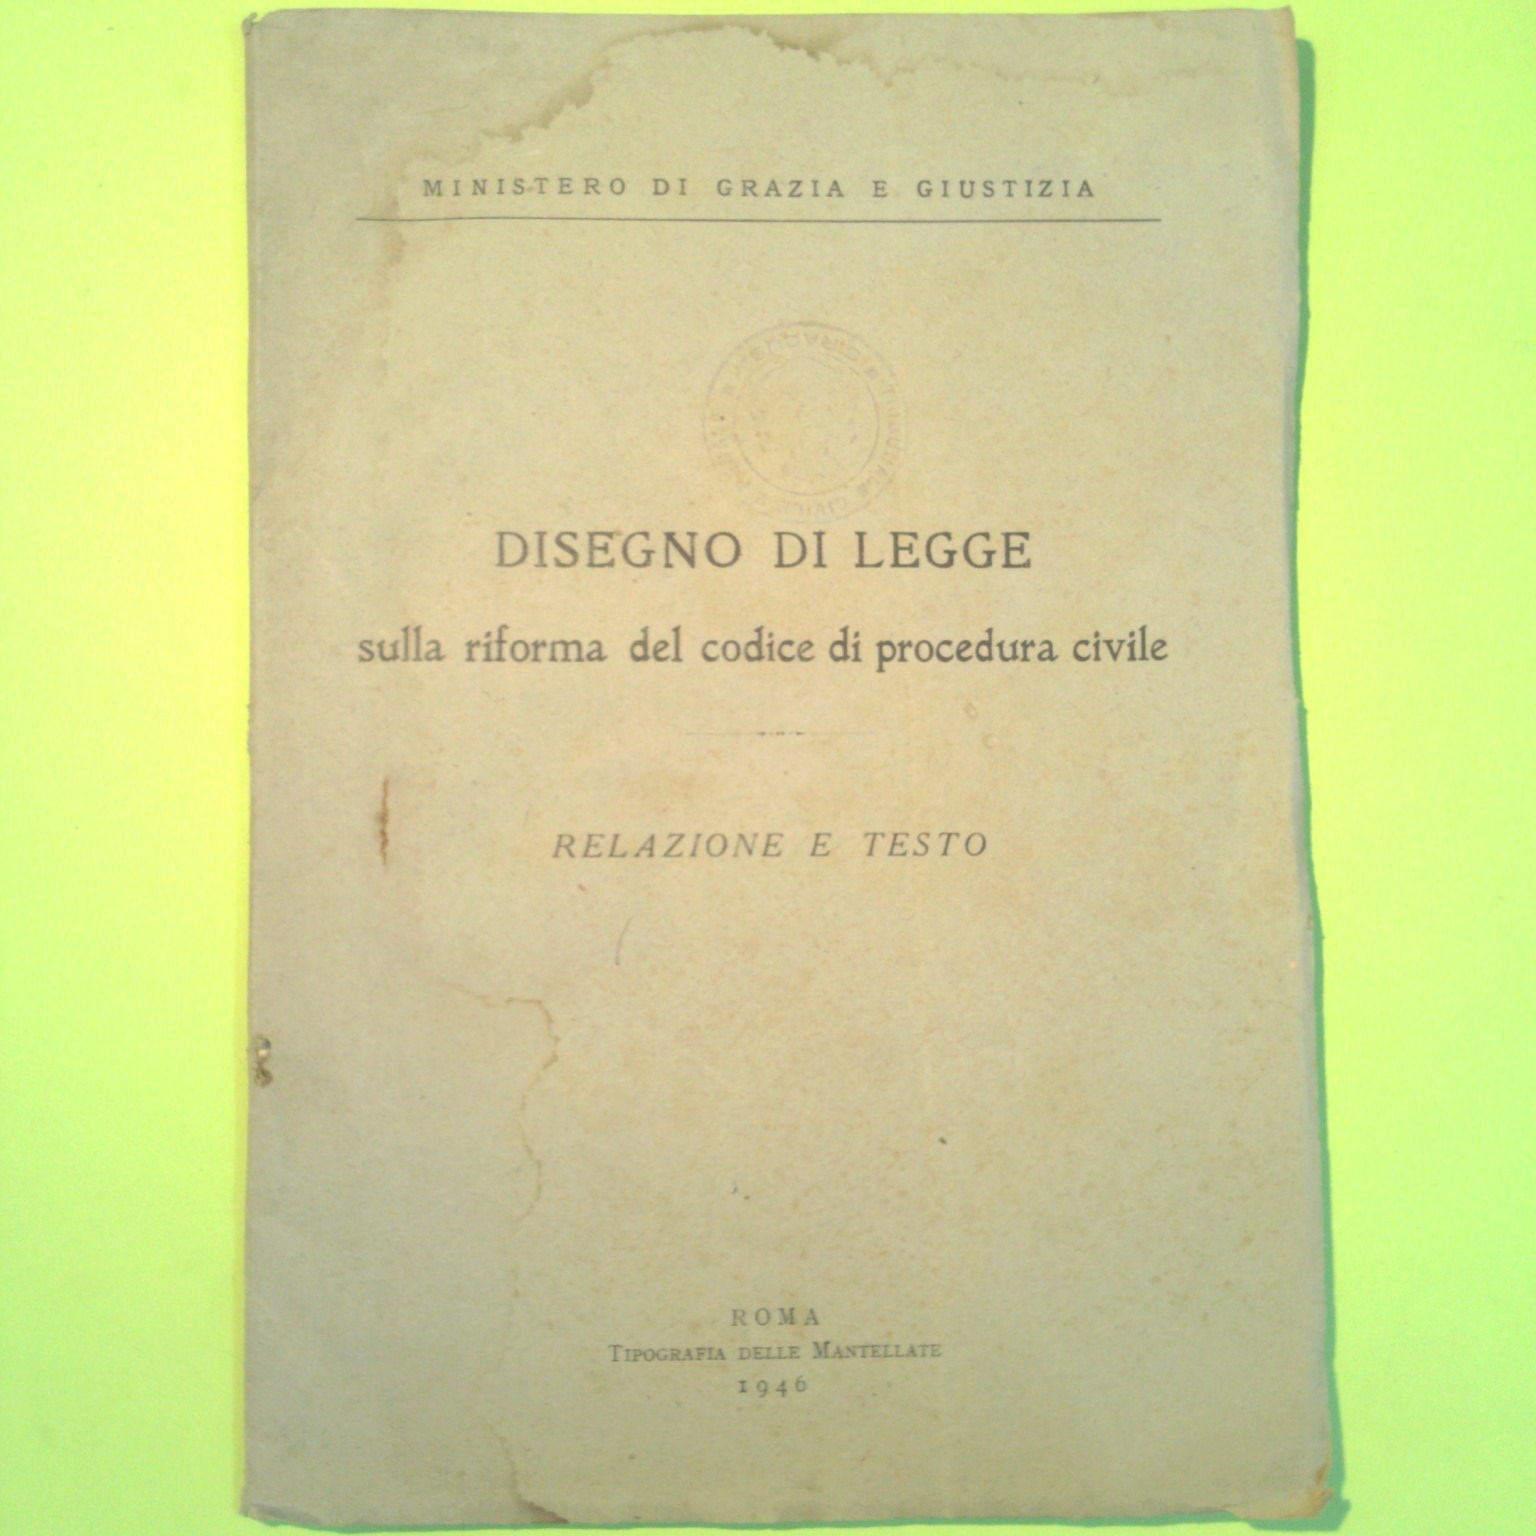 MINISTERO DI GRAZIA E GIUSTIZIA
DISEGNO DI LEGGE
sulla riforma del codice di procedura civile
RELAZIONE E TESTO
ROMA
TIPOGRAFIA DELLE MANTELLATE
1946